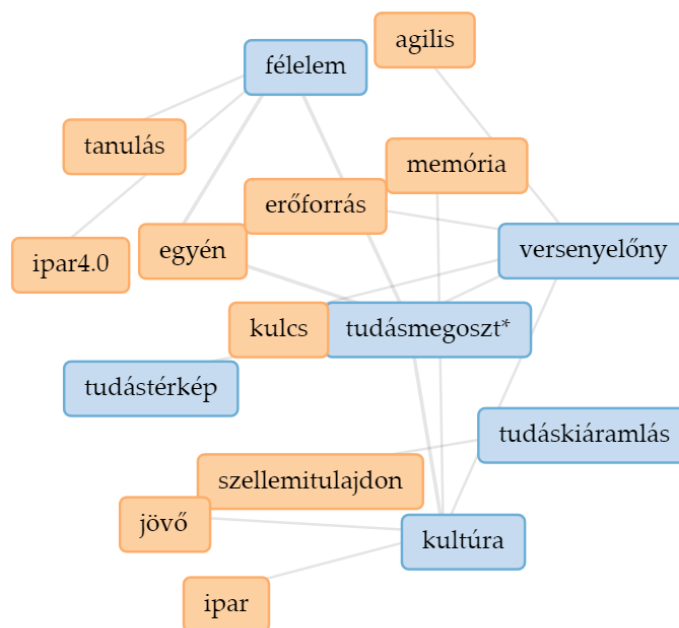 agilis
félelem
tanulás
memória
erőforrás
egyén
ipar4.0
versenyelőny
kulcs
tudásmegoszt*
tudástérkép
tudáskiáramlás
szellemitulajdon
jövő
kultúra
ipar